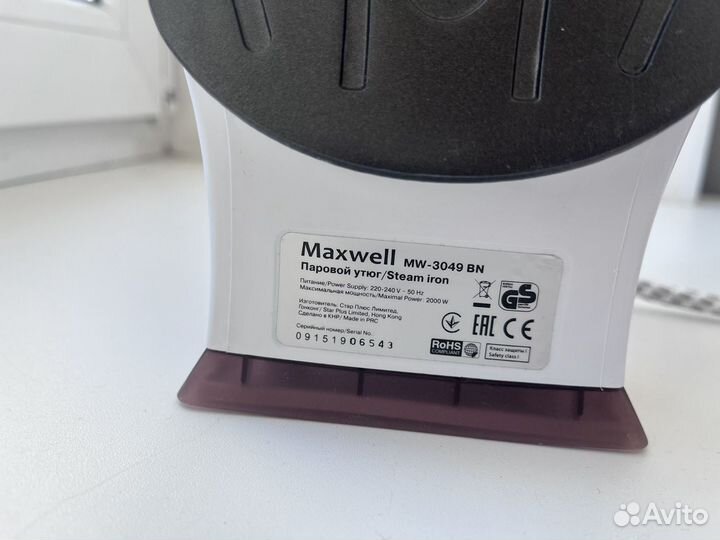 Maxwell MW-3049 BN
Паровой утюг/Steam iron
Питание/Power Supply: 220-240 V ~ 50 Hz
Максимальная мощность/Maximal Power: 2000 W
Изготовитель: Стар Плюс Лимитед,
Гонконг/ Star Plus Limited, Hong Kong
Сделано в КНР/ Made in PRC
Серийный номер/Serial No.
09151906543
GS
EAC CE
RoHS
COMPLIANT
Класс защиты I
Safety class I
Avito